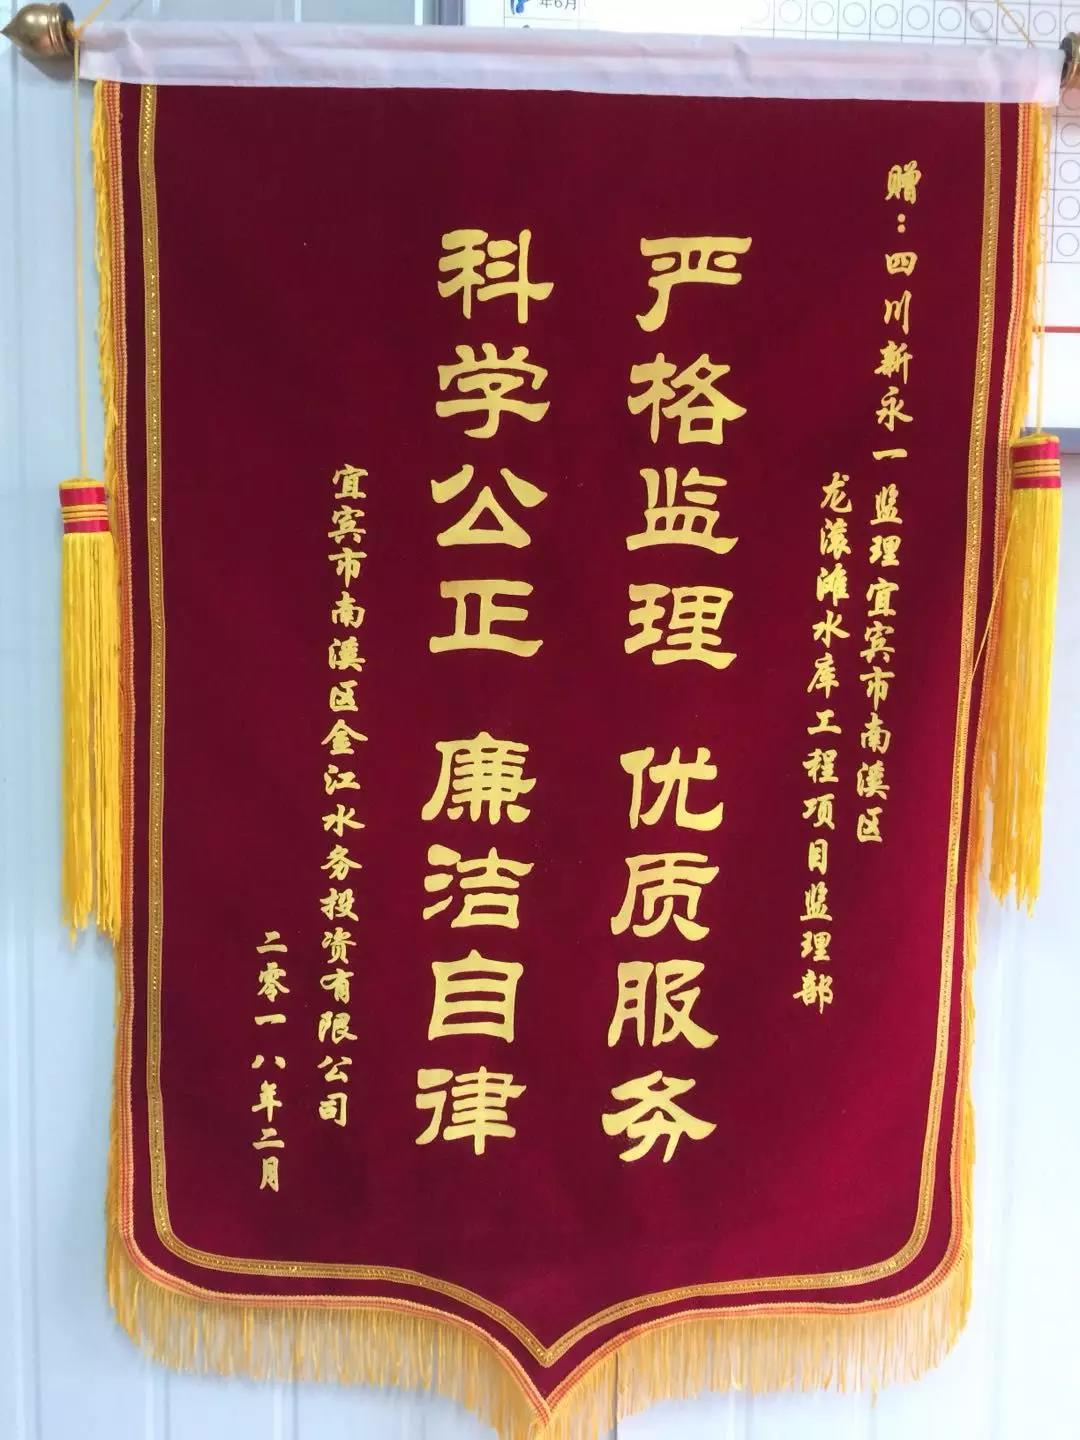 年6月
赠：四川新永一监理宜宾市南溪区
龙滚滩水库工程项目监理部
严格监理 优质服务
科学公正 廉洁自律
宜宾市南溪区金江水务投资有限公司
二零一八年二月